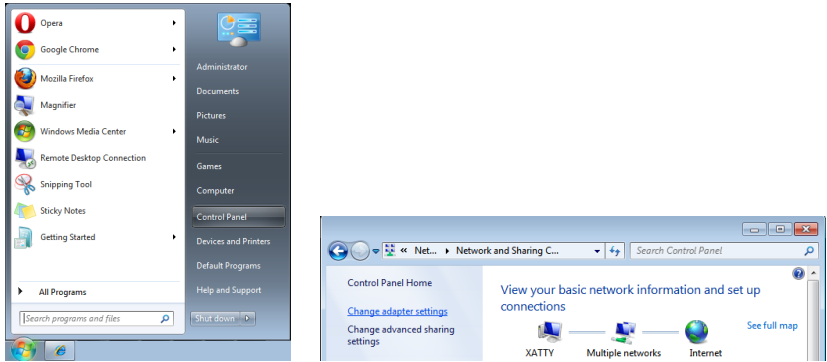 Opera
Google Chrome
Mozilla Firefox
Magnifier
Windows Media Center
Remote Desktop Connection
Snipping Tool
Sticky Notes
Getting Started
All Programs
Search programs and files
Administrator
Documents
Pictures
Music
Games
Computer
Control Panel
Devices and Printers
Default Programs
Help and Support
Shut down
« Net... Network and Sharing C...
Search Control Panel
Control Panel Home
Change adapter settings
Change advanced sharing
settings
View your basic network information and set up
connections
See full map
XATTY Multiple networks Internet